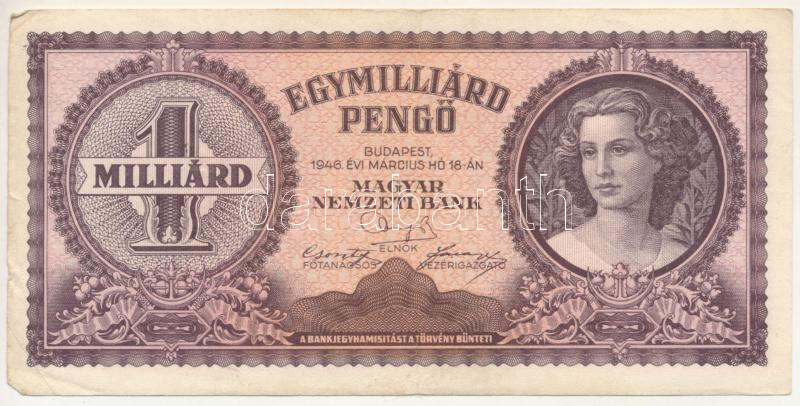 1
MILLIÁRD
EGYMILLIÁRD
PENGŐ
BUDAPEST,
1946. ÉVI MÁRCIUS HÓ 18-ÁN
MAGYAR
NEMZETI BANK
ELNÖK
FŐTANÁCSOS VEZÉRIGAZGATÓ
A BANKJEGYHAMISITÁST A TÖRVÉNY BÜNTETI
darabanth